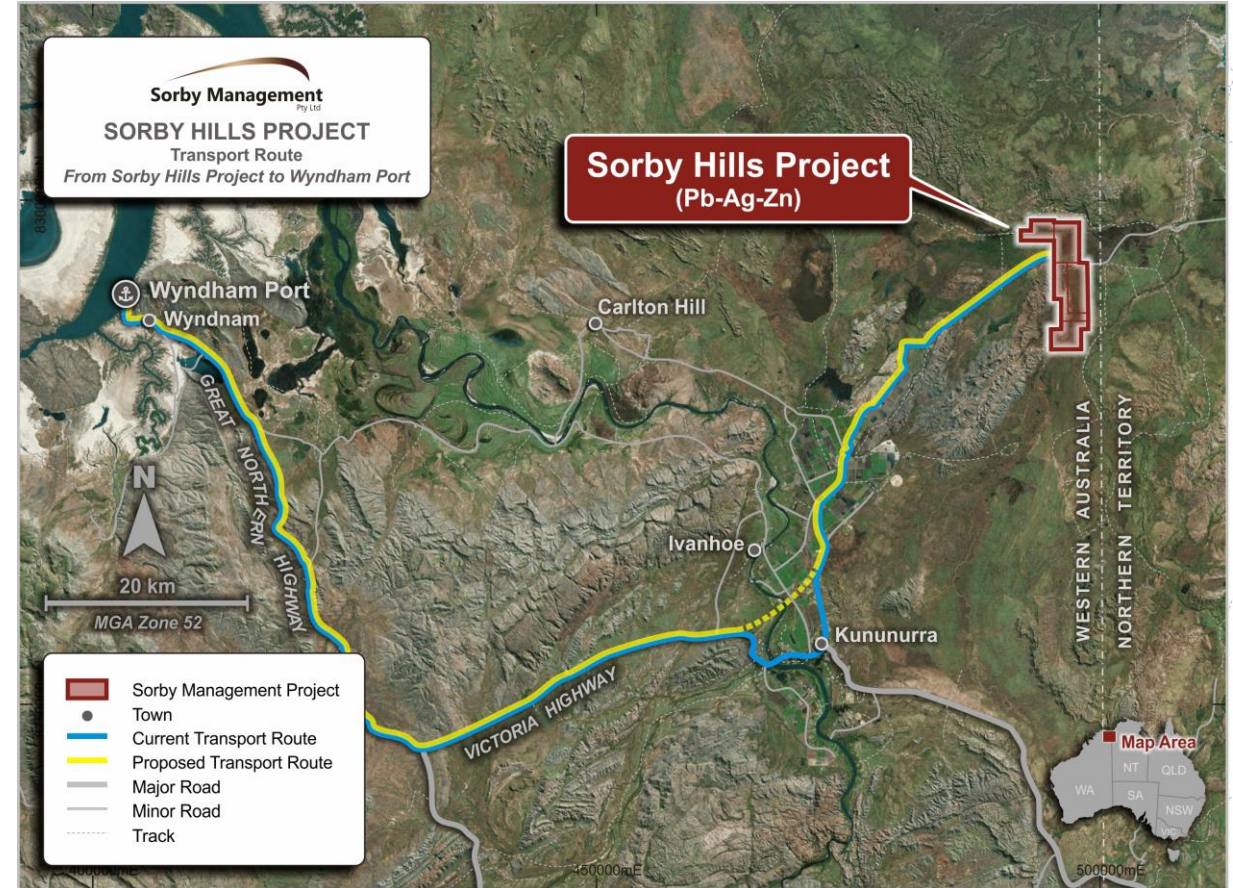 Sorby Management
Pty Ltd
SORBY HILLS PROJECT
Transport Route
From Sorby Hills Project to Wyndham Port
Sorby Hills Project
(Pb-Ag-Zn)
Wyndham Port
Wyndnam
Carlton Hill
GREAT NORTHERN HIGHWAY
N
20 km
MGA Zone 52
Ivanhoe
Kununurra
VICTORIA HIGHWAY
WESTERN AUSTRALIA
NORTHERN TERRITORY
Sorby Management Project
Town
Current Transport Route
Proposed Transport Route
Major Road
Minor Road
Track
Map Area
WA
NT
QLD
SA
NSW
VIC
450000mE
500000mE